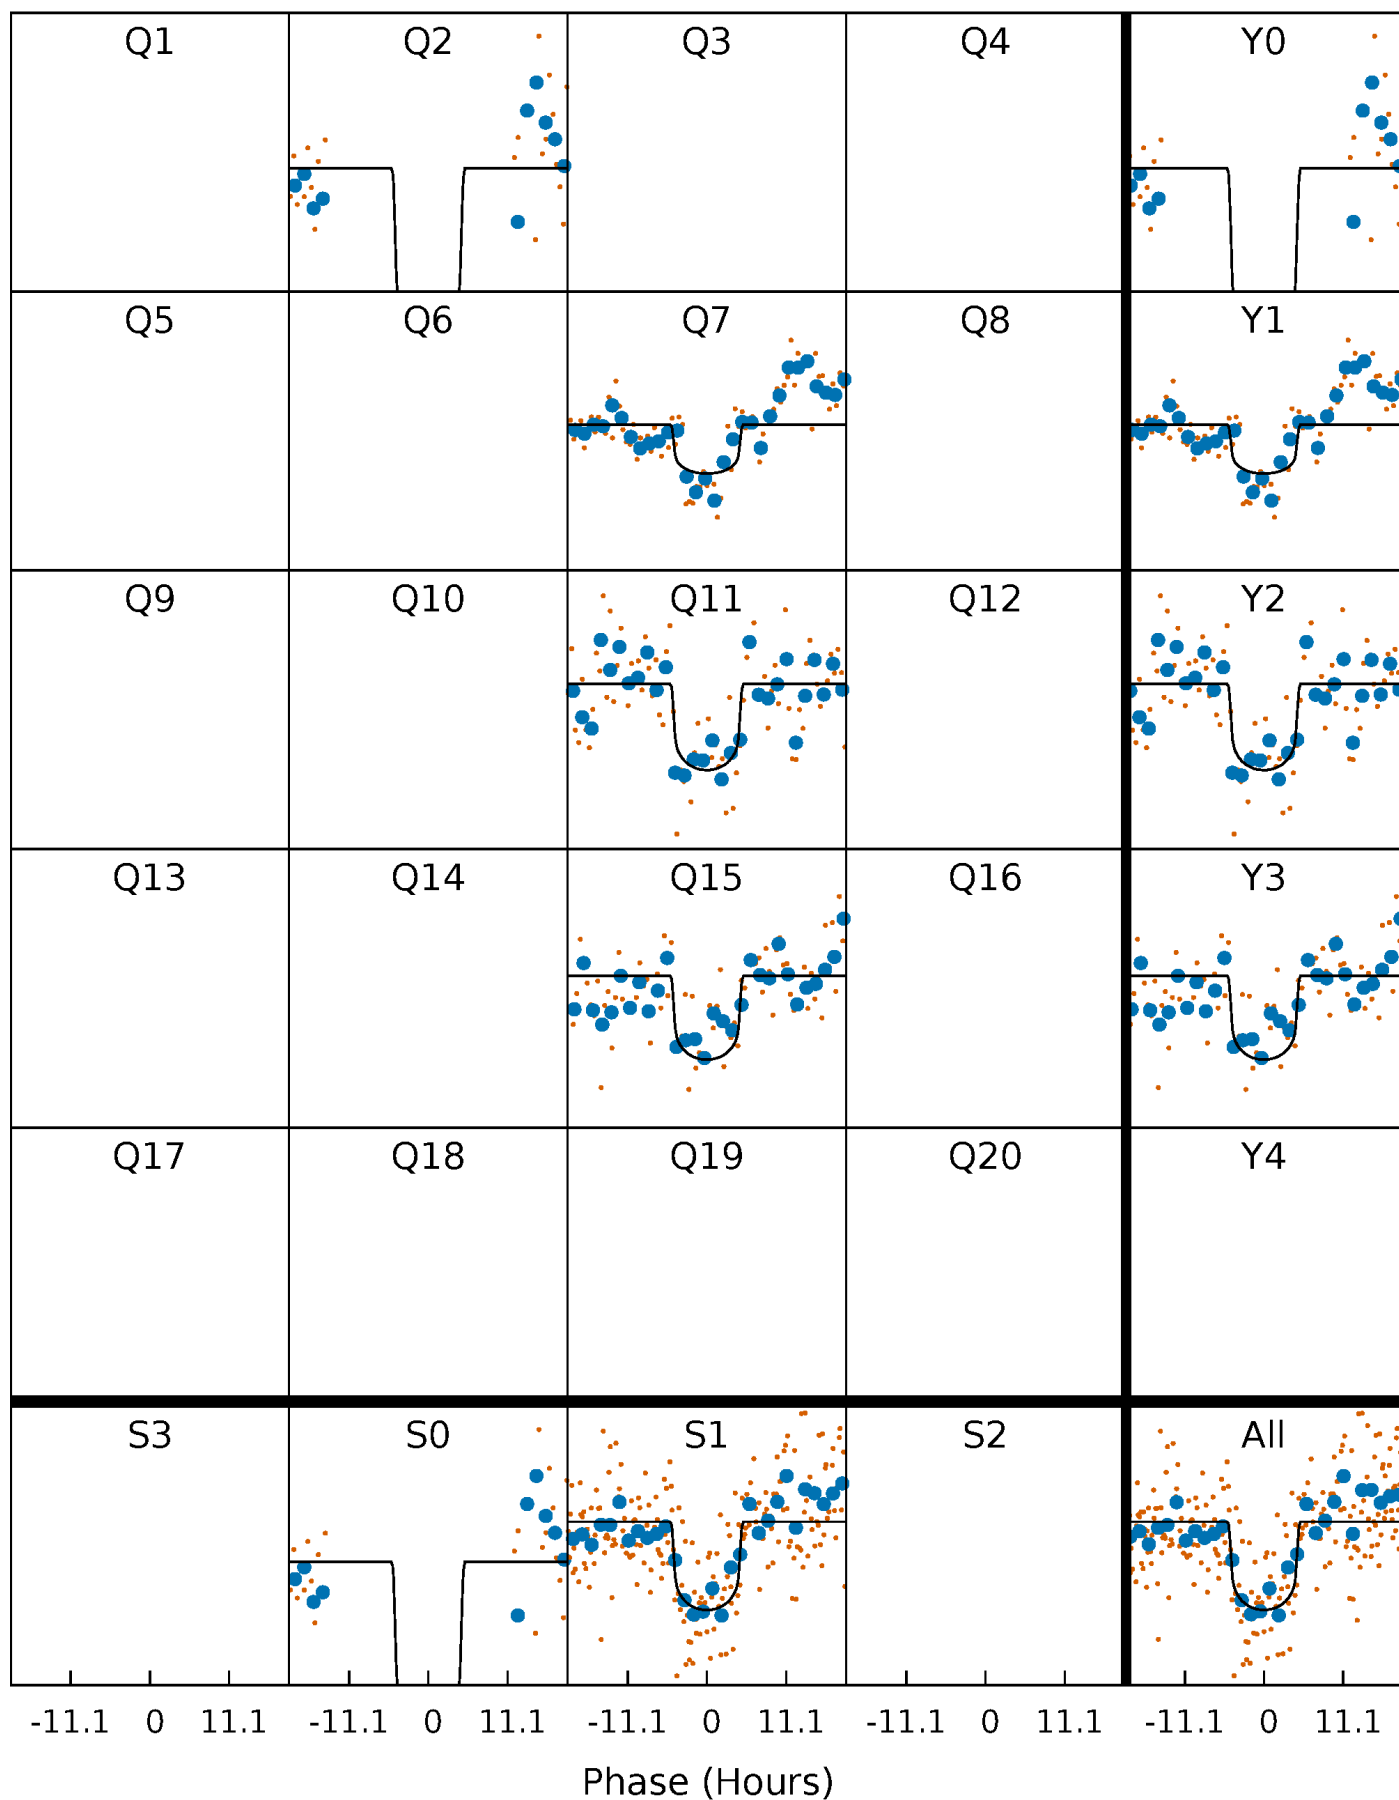 Q1 Q2 Q3 Q4 Y0
Q5 Q6 Q7 Q8 Y1
Q9 Q10 Q11 Q12 Y2
Q13 Q14 Q15 Q16 Y3
Q17 Q18 Q19 Q20 Y4
S3 S0 S1 S2 All
-11.1 0 11.1 -11.1 0 11.1 -11.1 0 11.1 -11.1 0 11.1 -11.1 0 11.1
Phase (Hours)